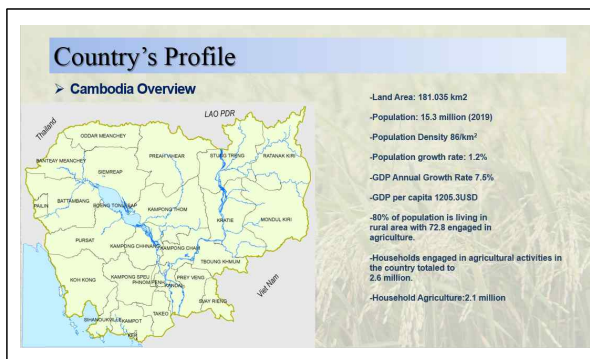 Country's Profile
➢ Cambodia Overview
Thailand
LAO PDR
ODDAR MEANCHEY
BANTEAY MEANCHEY
PREAH VIHEAR
STUNG TRENG
RATANAK KIRI
SIEMREAP
BATTAMBANG
PAILIN
KAMPONG THOM
KRATIE
MONDUL KIRI
PURSAT
KAMPONG CHHNANG
KAMPONG CHAM
TBOUNG KHMUM
KOH KONG
KAMPONG SPEU
PHNOM PENH
KANDAL
PREY VENG
SVAY RIENG
Viet Nam
SIHANOUKVILLE
KAMPOT
TAKEO
KEP
-Land Area: 181.035 km2
-Population: 15.3 million (2019)
-Population Density 86/km²
-Population growth rate: 1.2%
-GDP Annual Growth Rate 7.5%
-GDP per capita 1205.3USD
-80% of population is living in
rural area with 72.8 engaged in
agriculture.
-Households engaged in agricultural activities in
the country totaled to
2.6 million.
-Household Agriculture:2.1 million